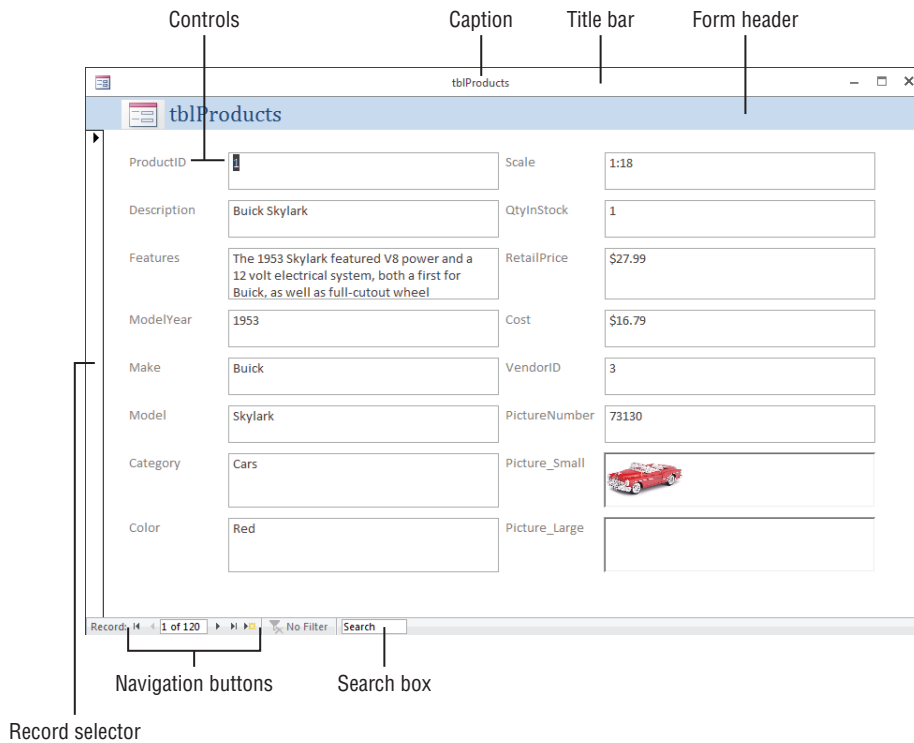 Controls Caption Title bar Form header
tblProducts
tblProducts
ProductID 1 Scale 1:18
Description Buick Skylark QtyInStock 1
Features The 1953 Skylark featured V8 power and a RetailPrice $27.99
12 volt electrical system, both a first for
Buick, as well as full-cutout wheel
ModelYear 1953 Cost $16.79
Make Buick VendorID 3
Model Skylark PictureNumber 73130
Category Cars Picture_Small
Color Red Picture_Large
Record: 1 of 120 No Filter Search
Navigation buttons Search box
Record selector